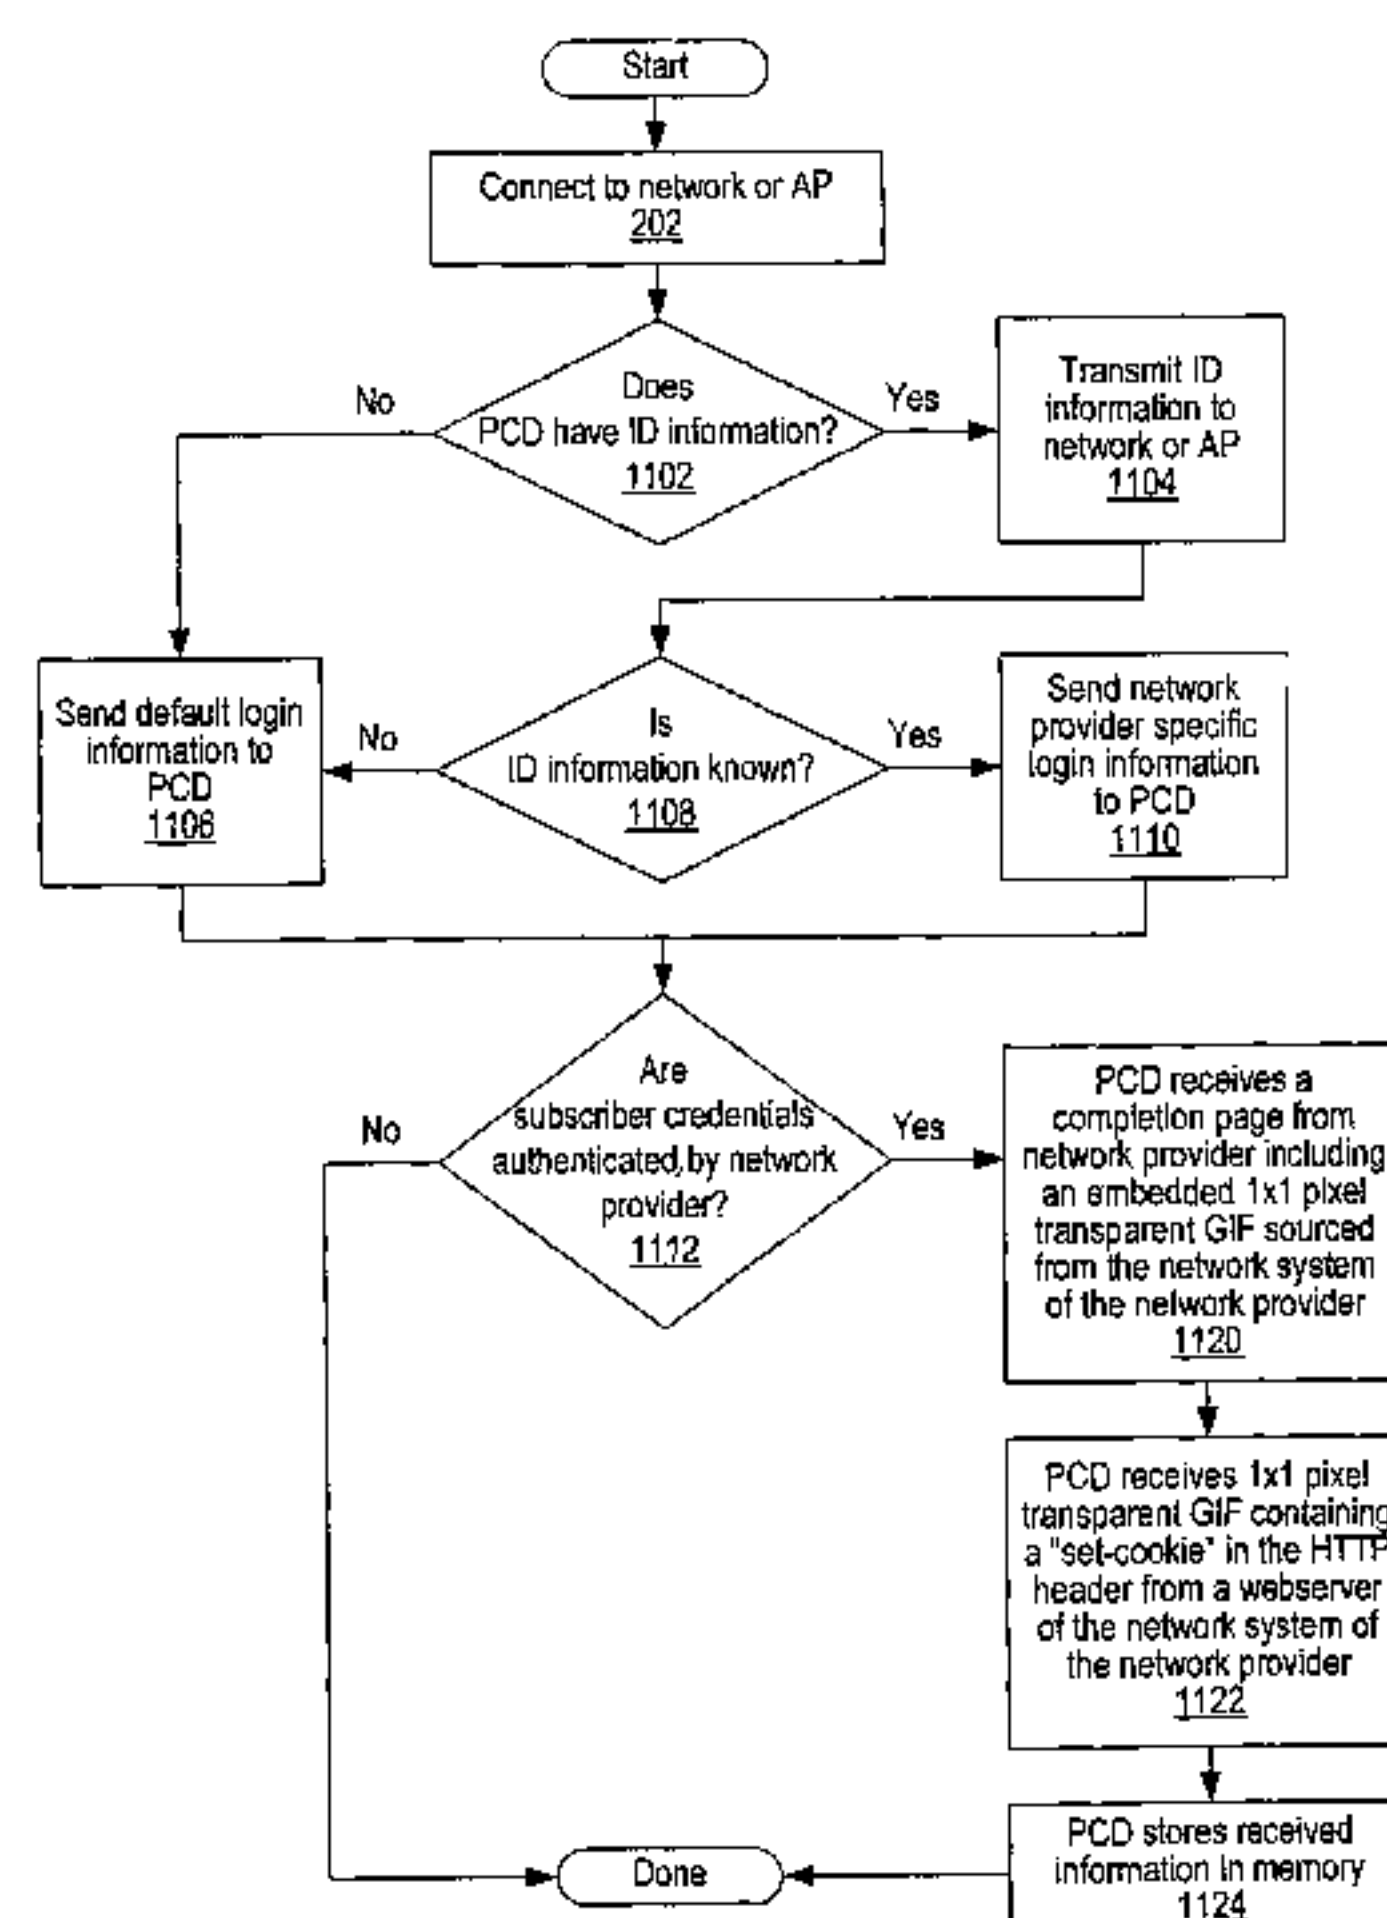 Start
Connect to network or AP
202
Does
PCD have ID information?
1102
No
Yes
Transmit ID
information to
network or AP
1104
Send default login
information to
PCD
1106
No
Is
ID information known?
1108
Yes
Send network
provider specific
login information
to PCD
1110
No
Are
subscriber credentials
authenticated by network
provider?
1112
Yes
PCD receives a
completion page from
network provider including
an embedded 1x1 pixel
transparent GIF sourced
from the network system
of the network provider
1120
PCD receives 1x1 pixel
transparent GIF containing
a "set-cookie" in the HTTP
header from a webserver
of the network system of
the network provider
1122
Done
PCD stores received
information in memory
1124